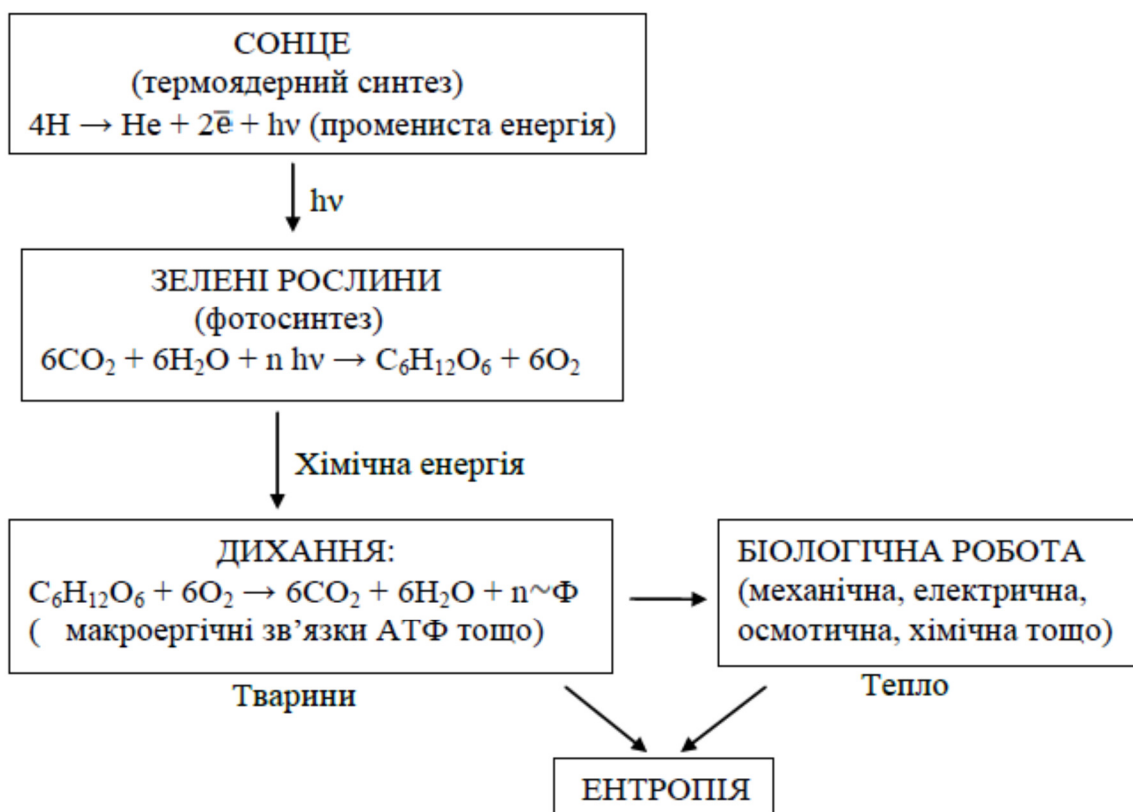 СОНЦЕ
(термоядерний синтез)
4H → He + 2e̅ + hν (промениста енергія)
hν
ЗЕЛЕНІ РОСЛИНИ
(фотосинтез)
6CO₂ + 6H₂O + n hν → C₆H₁₂O₆ + 6O₂
Хімічна енергія
ДИХАННЯ:
C₆H₁₂O₆ + 6O₂ → 6CO₂ + 6H₂O + n~Ф
( макроергічні зв’язки АТФ тощо)
Тварини
БІОЛОГІЧНА РОБОТА
(механічна, електрична,
осмотична, хімічна тощо)
Тепло
ЕНТРОПІЯ